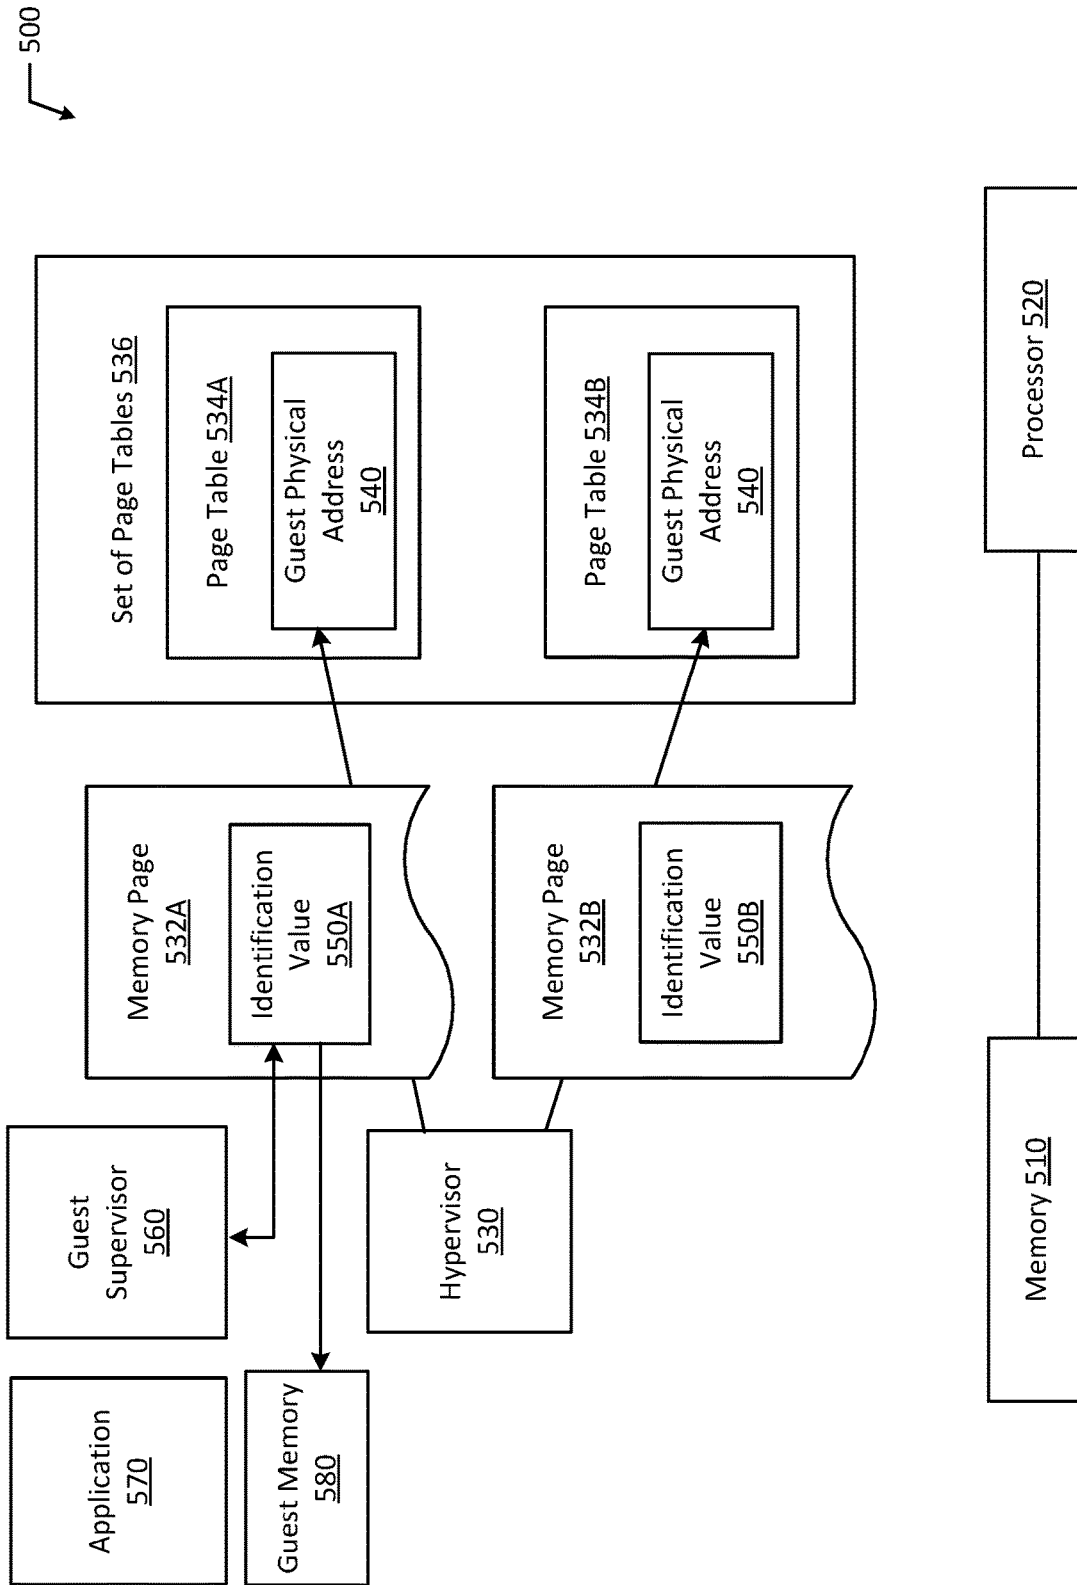 500
Application
570
Guest
Supervisor
560
Guest Memory
580
Hypervisor
530
Memory Page
532A
Identification
Value
550A
Memory Page
532B
Identification
Value
550B
Set of Page Tables 536
Page Table 534A
Guest Physical
Address
540
Page Table 534B
Guest Physical
Address
540
Memory 510
Processor 520